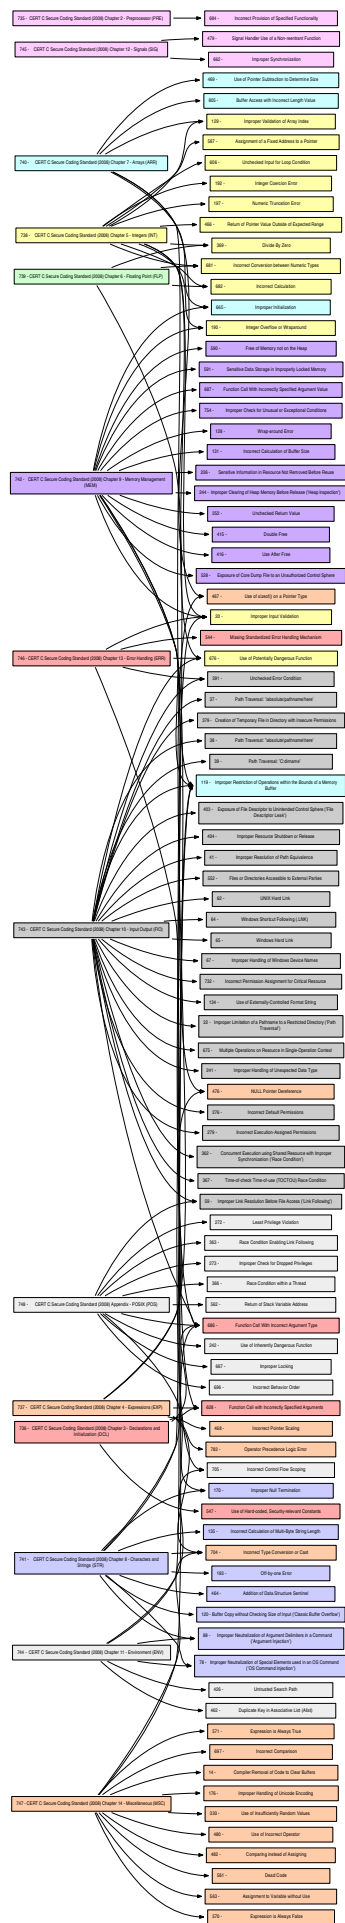 735 - CERT C Secure Coding Standard (2008) Chapter 2 - Preprocessor (PRE)
684 - Incorrect Provision of Specified Functionality
479 - Signal Handler Use of a Non-reentrant Function
745 - CERT C Secure Coding Standard (2008) Chapter 12 - Signals (SIG)
662 - Improper Synchronization
469 - Use of Pointer Subtraction to Determine Size
805 - Buffer Access with Incorrect Length Value
129 - Improper Validation of Array Index
587 - Assignment of a Fixed Address to a Pointer
740 - CERT C Secure Coding Standard (2008) Chapter 7 - Arrays (ARR)
606 - Unchecked Input for Loop Condition
192 - Integer Coercion Error
197 - Numeric Truncation Error
466 - Return of Pointer Value Outside of Expected Range
738 - CERT C Secure Coding Standard (2008) Chapter 5 - Integers (INT)
369 - Divide By Zero
681 - Incorrect Conversion between Numeric Types
739 - CERT C Secure Coding Standard (2008) Chapter 6 - Floating Point (FLP)
682 - Incorrect Calculation
665 - Improper Initialization
190 - Integer Overflow or Wraparound
590 - Free of Memory not on the Heap
591 - Sensitive Data Storage in Improperly Locked Memory
687 - Function Call With Incorrectly Specified Argument Value
754 - Improper Check for Unusual or Exceptional Conditions
128 - Wrap-around Error
131 - Incorrect Calculation of Buffer Size
226 - Sensitive Information in Resource Not Removed Before Reuse
742 - CERT C Secure Coding Standard (2008) Chapter 9 - Memory Management
(MEM)
244 - Improper Clearing of Heap Memory Before Release ('Heap Inspection')
252 - Unchecked Return Value
415 - Double Free
416 - Use After Free
528 - Exposure of Core Dump File to an Unauthorized Control Sphere
467 - Use of sizeof() on a Pointer Type
20 - Improper Input Validation
544 - Missing Standardized Error Handling Mechanism
746 - CERT C Secure Coding Standard (2008) Chapter 13 - Error Handling (ERR)
676 - Use of Potentially Dangerous Function
391 - Unchecked Error Condition
37 - Path Traversal: '/absolute/pathname/here'
379 - Creation of Temporary File in Directory with Insecure Permissions
38 - Path Traversal: '\absolute\pathname\here'
39 - Path Traversal: 'C:dirname'
119 - Improper Restriction of Operations within the Bounds of a Memory
Buffer
403 - Exposure of File Descriptor to Unintended Control Sphere ('File
Descriptor Leak')
404 - Improper Resource Shutdown or Release
41 - Improper Resolution of Path Equivalence
552 - Files or Directories Accessible to External Parties
62 - UNIX Hard Link
64 - Windows Shortcut Following (.LNK)
743 - CERT C Secure Coding Standard (2008) Chapter 10 - Input Output (FIO)
65 - Windows Hard Link
67 - Improper Handling of Windows Device Names
732 - Incorrect Permission Assignment for Critical Resource
134 - Use of Externally-Controlled Format String
22 - Improper Limitation of a Pathname to a Restricted Directory ('Path
Traversal')
675 - Multiple Operations on Resource in Single-Operation Context
241 - Improper Handling of Unexpected Data Type
476 - NULL Pointer Dereference
276 - Incorrect Default Permissions
279 - Incorrect Execution-Assigned Permissions
362 - Concurrent Execution using Shared Resource with Improper
Synchronization ('Race Condition')
367 - Time-of-check Time-of-use (TOCTOU) Race Condition
59 - Improper Link Resolution Before File Access ('Link Following')
272 - Least Privilege Violation
363 - Race Condition Enabling Link Following
273 - Improper Check for Dropped Privileges
366 - Race Condition within a Thread
748 - CERT C Secure Coding Standard (2008) Appendix - POSIX (POS)
562 - Return of Stack Variable Address
686 - Function Call With Incorrect Argument Type
242 - Use of Inherently Dangerous Function
667 - Improper Locking
696 - Incorrect Behavior Order
737 - CERT C Secure Coding Standard (2008) Chapter 4 - Expressions (EXP)
628 - Function Call with Incorrectly Specified Arguments
736 - CERT C Secure Coding Standard (2008) Chapter 3 - Declarations and
Initialization (DCL)
468 - Incorrect Pointer Scaling
783 - Operator Precedence Logic Error
705 - Incorrect Control Flow Scoping
170 - Improper Null Termination
547 - Use of Hard-coded, Security-relevant Constants
135 - Incorrect Calculation of Multi-Byte String Length
704 - Incorrect Type Conversion or Cast
741 - CERT C Secure Coding Standard (2008) Chapter 8 - Characters and
Strings (STR)
193 - Off-by-one Error
464 - Addition of Data Structure Sentinel
120 - Buffer Copy without Checking Size of Input ('Classic Buffer Overflow')
88 - Improper Neutralization of Argument Delimiters in a Command
('Argument Injection')
744 - CERT C Secure Coding Standard (2008) Chapter 11 - Environment (ENV)
78 - Improper Neutralization of Special Elements used in an OS Command
('OS Command Injection')
426 - Untrusted Search Path
462 - Duplicate Key in Associative List (Alist)
571 - Expression is Always True
697 - Incorrect Comparison
14 - Compiler Removal of Code to Clear Buffers
176 - Improper Handling of Unicode Encoding
747 - CERT C Secure Coding Standard (2008) Chapter 14 - Miscellaneous (MSC)
330 - Use of Insufficiently Random Values
480 - Use of Incorrect Operator
482 - Comparing instead of Assigning
561 - Dead Code
563 - Assignment to Variable without Use
570 - Expression is Always False